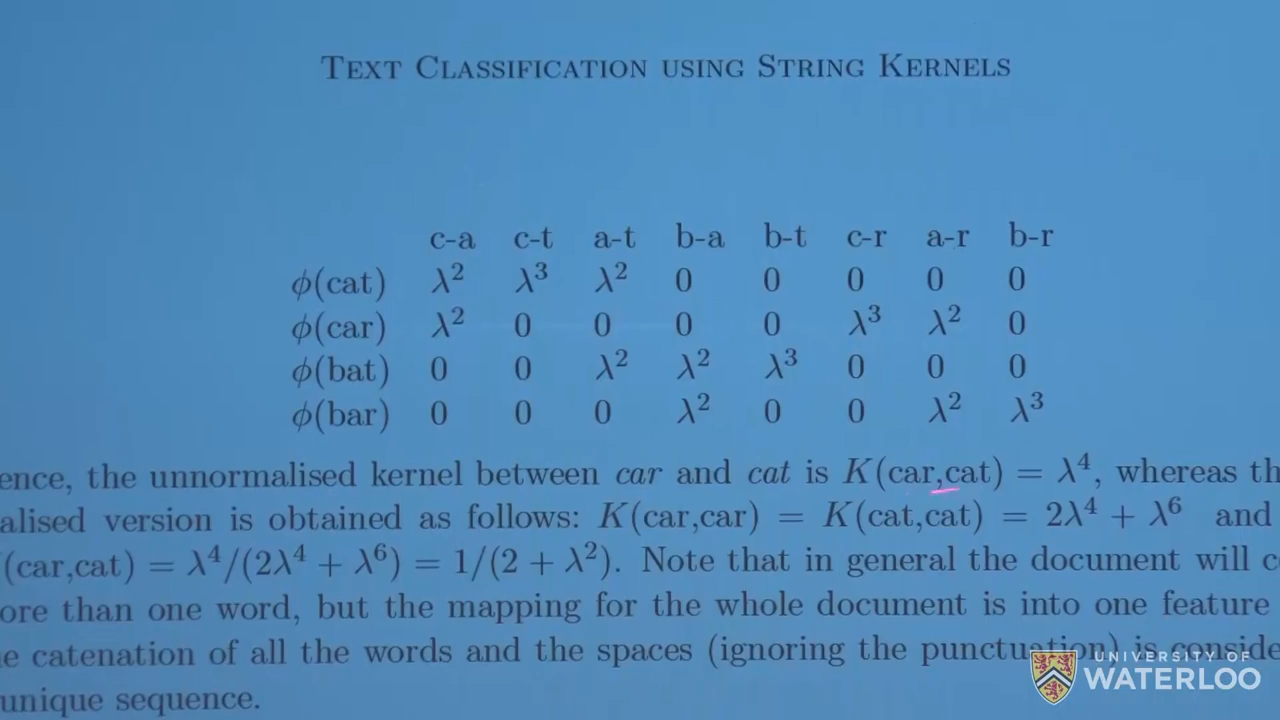 TEXT CLASSIFICATION USING STRING KERNELS
c-a c-t a-t b-a b-t c-r a-r b-r
ϕ(cat) λ² λ³ λ² 0 0 0 0 0
ϕ(car) λ² 0 0 0 0 λ³ λ² 0
ϕ(bat) 0 0 λ² λ² λ³ 0 0 0
ϕ(bar) 0 0 0 λ² 0 0 λ² λ³
ence, the unnormalised kernel between car and cat is K(car,cat) = λ⁴, whereas th
alised version is obtained as follows: K(car,car) = K(cat,cat) = 2λ⁴ + λ⁶ and
(car,cat) = λ⁴/(2λ⁴ + λ⁶) = 1/(2 + λ²). Note that in general the document will c
ore than one word, but the mapping for the whole document is into one feature
e catenation of all the words and the spaces (ignoring the punctuation) is conside
unique sequence.
UNIVERSITY OF
WATERLOO